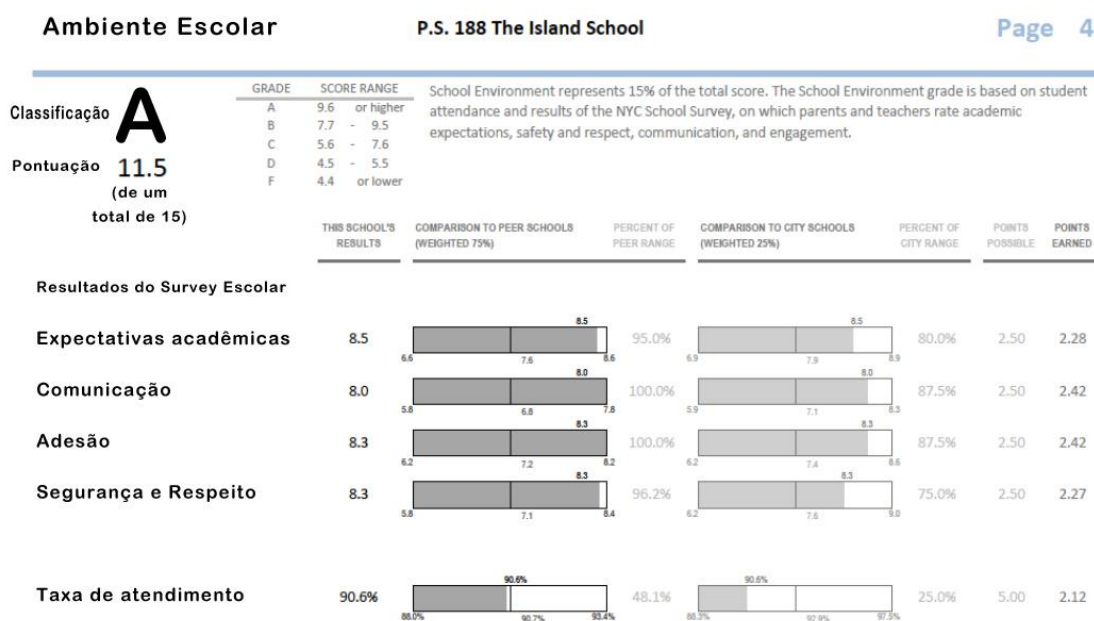 Ambiente Escolar
P.S. 188 The Island School
Page 4
Classificação A
Pontuação 11.5
(de um
total de 15)
GRADE SCORE RANGE
A 9.6 or higher
B 7.7 - 9.5
C 5.6 - 7.6
D 4.5 - 5.5
F 4.4 or lower
School Environment represents 15% of the total score. The School Environment grade is based on student
attendance and results of the NYC School Survey, on which parents and teachers rate academic
expectations, safety and respect, communication, and engagement.
THIS SCHOOL'S RESULTS
COMPARISON TO PEER SCHOOLS (WEIGHTED 75%)
PERCENT OF PEER RANGE
COMPARISON TO CITY SCHOOLS (WEIGHTED 25%)
PERCENT OF CITY RANGE
POINTS POSSIBLE
POINTS EARNED
Resultados do Survey Escolar
8.5 8.5
Expectativas acadêmicas 8.5 95.0% 80.0% 2.50 2.28
6.6 7.6 8.6 6.9 7.9 8.9
8.0 8.0
Comunicação 8.0 100.0% 87.5% 2.50 2.42
5.8 6.8 7.8 5.9 7.1 8.3
8.3 8.3
Adesão 8.3 100.0% 87.5% 2.50 2.42
6.2 7.2 8.2 6.2 7.4 8.6
8.3 8.3
Segurança e Respeito 8.3 96.2% 75.0% 2.50 2.27
5.8 7.1 8.4 6.2 7.6 9.0
90.6% 90.6%
Taxa de atendimento 90.6% 48.1% 25.0% 5.00 2.12
88.0% 90.7% 93.4% 88.3% 92.9% 97.5%